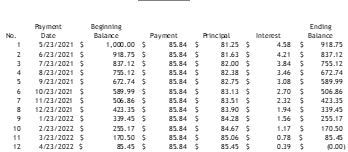 Payment Beginning Ending
No. Date Balance Payment Principal Interest Balance
1 5/23/2021 $ 1,000.00 $ 85.84 $ 81.25 $ 4.58 $ 918.75
2 6/23/2021 $ 918.75 $ 85.84 $ 81.63 $ 4.21 $ 837.12
3 7/23/2021 $ 837.12 $ 85.84 $ 82.00 $ 3.84 $ 755.12
4 8/23/2021 $ 755.12 $ 85.84 $ 82.38 $ 3.46 $ 672.74
5 9/23/2021 $ 672.74 $ 85.84 $ 82.75 $ 3.08 $ 589.99
6 10/23/2021 $ 589.99 $ 85.84 $ 83.13 $ 2.70 $ 506.86
7 11/23/2021 $ 506.86 $ 85.84 $ 83.51 $ 2.32 $ 423.35
8 12/23/2021 $ 423.35 $ 85.84 $ 83.90 $ 1.94 $ 339.45
9 1/23/2022 $ 339.45 $ 85.84 $ 84.28 $ 1.56 $ 255.17
10 2/23/2022 $ 255.17 $ 85.84 $ 84.67 $ 1.17 $ 170.50
11 3/23/2022 $ 170.50 $ 85.84 $ 85.06 $ 0.78 $ 85.45
12 4/23/2022 $ 85.45 $ 85.84 $ 85.45 $ 0.39 $ (0.00)